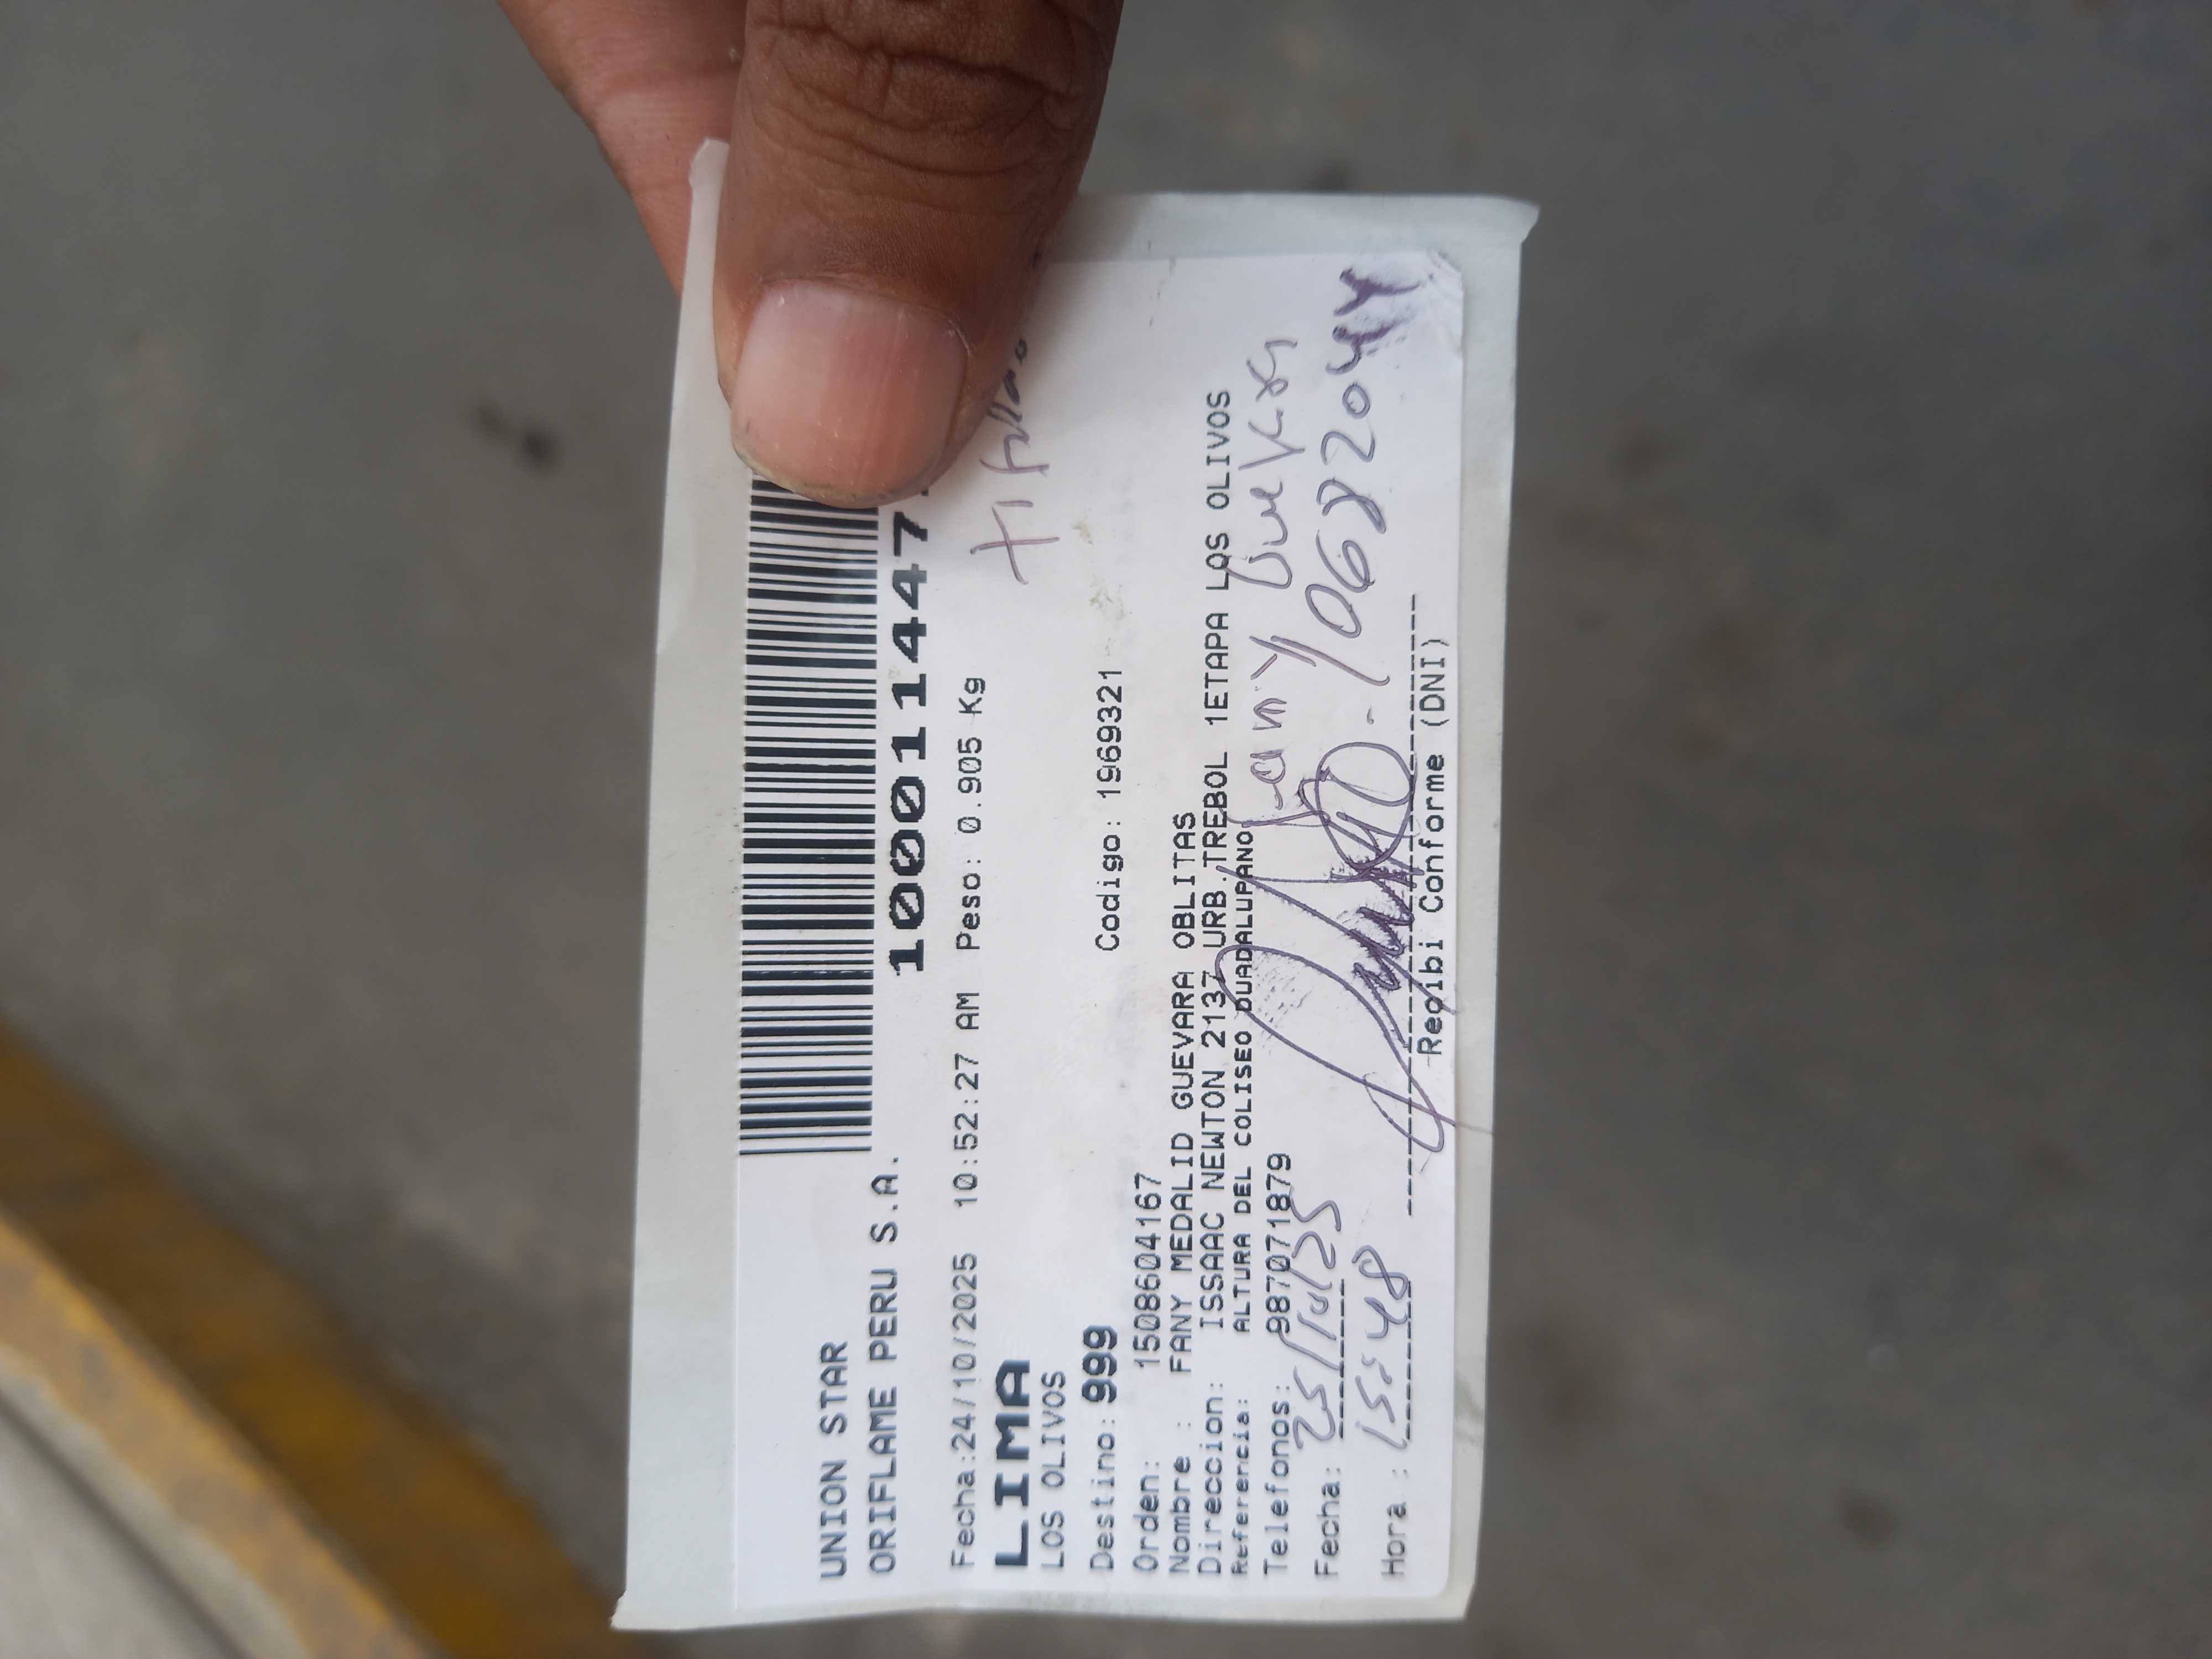 UNION STAR
ORIFLAME PERU S.A.
100011447
Fecha:24/10/2025 10:52:27 AM Peso: 0.905 Kg
LIMA
LOS OLIVOS
Destino: 999 Codigo: 1969321
Orden: 1508604167
Nombre : FANY MEDALID GUEVARA OBLITAS
Direccion: ISSAAC NEWTON 2137 URB.TREBOL 1ETAPA LOS OLIVOS
Referencia: ALTURA DEL COLISEO DUADALUPANO
Telefonos: 987071879
Fecha: 25/10/25
Hora : 15:48
10682044
Recibi Conforme (DNI)